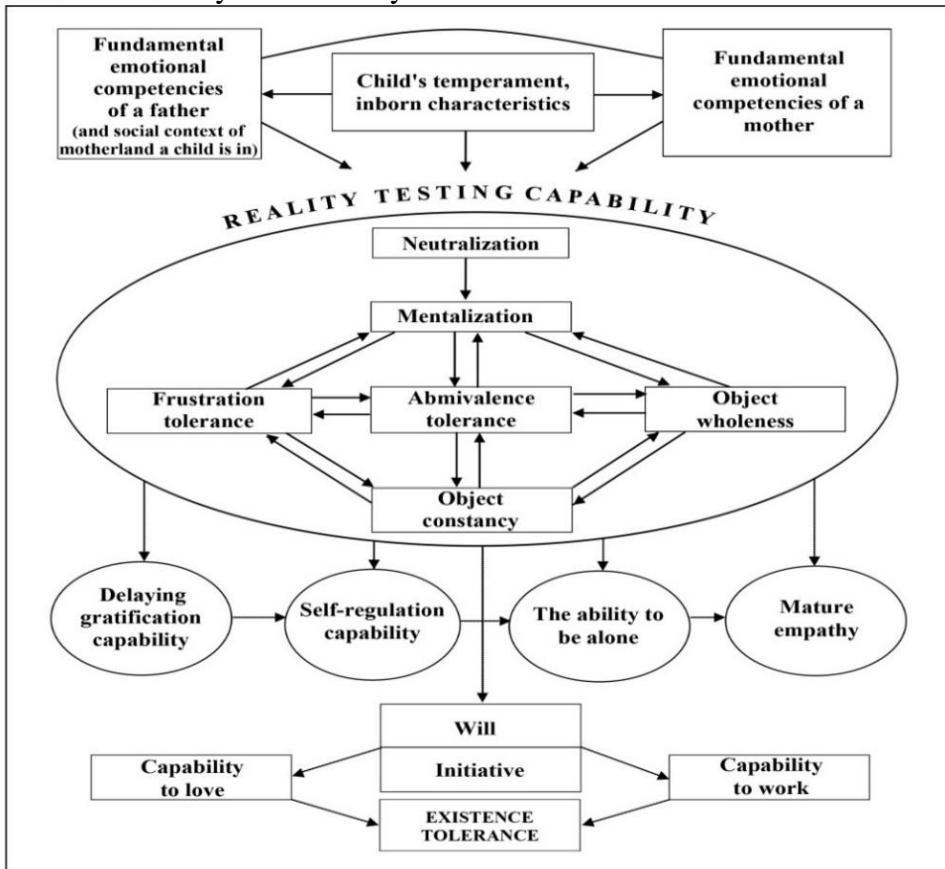 Fundamental
emotional
competencies
of a father
(and social context of
motherland a child is in)
Child's temperament,
inborn characteristics
Fundamental
emotional
competencies of a
mother
REALITY TESTING CAPABILITY
Neutralization
Mentalization
Frustration
tolerance
Abmivalence
tolerance
Object
wholeness
Object
constancy
Delaying
gratification
capability
Self-regulation
capability
The ability to
be alone
Mature
empathy
Will
Initiative
Capability
to love
Capability
to work
EXISTENCE
TOLERANCE